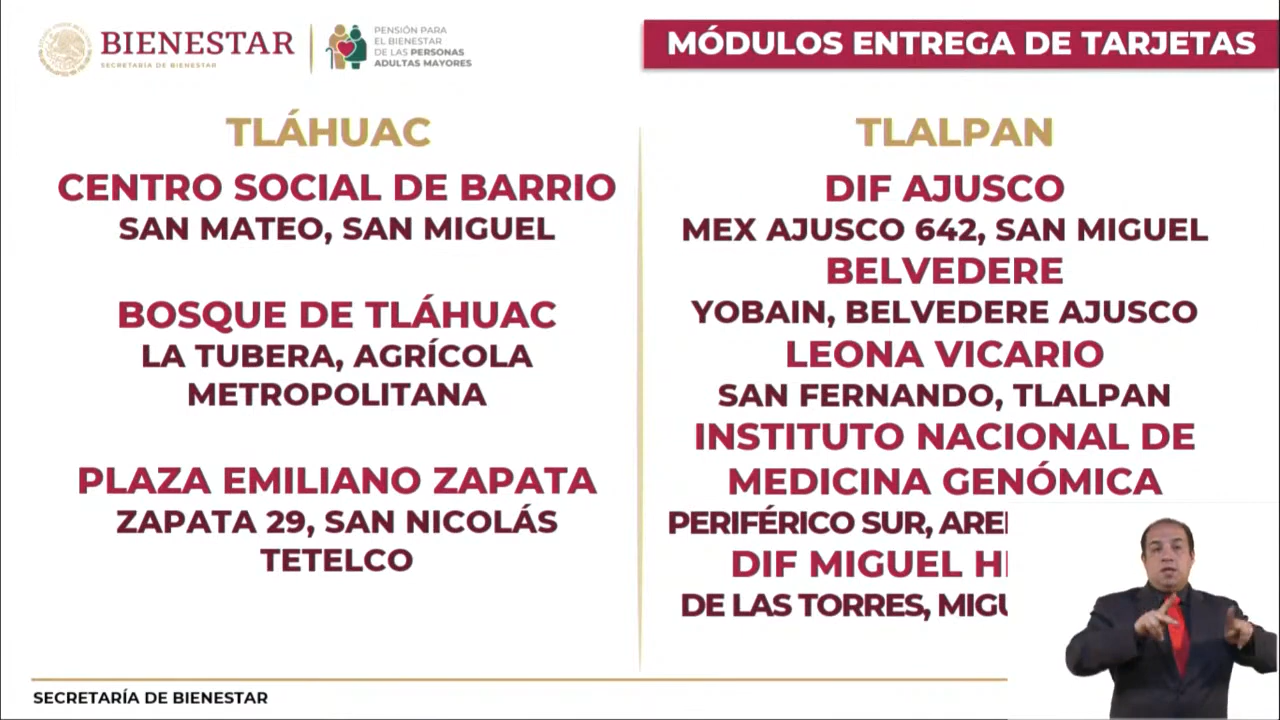 BIENESTAR
SECRETARÍA DE BIENESTAR
PENSIÓN PARA
EL BIENESTAR
DE LAS PERSONAS
ADULTAS MAYORES
MÓDULOS ENTREGA DE TARJETAS
TLÁHUAC
CENTRO SOCIAL DE BARRIO
SAN MATEO, SAN MIGUEL
BOSQUE DE TLÁHUAC
LA TUBERA, AGRÍCOLA
METROPOLITANA
PLAZA EMILIANO ZAPATA
ZAPATA 29, SAN NICOLÁS
TETELCO
TLALPAN
DIF AJUSCO
MEX AJUSCO 642, SAN MIGUEL
BELVEDERE
YOBAIN, BELVEDERE AJUSCO
LEONA VICARIO
SAN FERNANDO, TLALPAN
INSTITUTO NACIONAL DE
MEDICINA GENÓMICA
PERIFÉRICO SUR,
DIF MIGUEL
DE LAS TORRES,
SECRETARÍA DE BIENESTAR